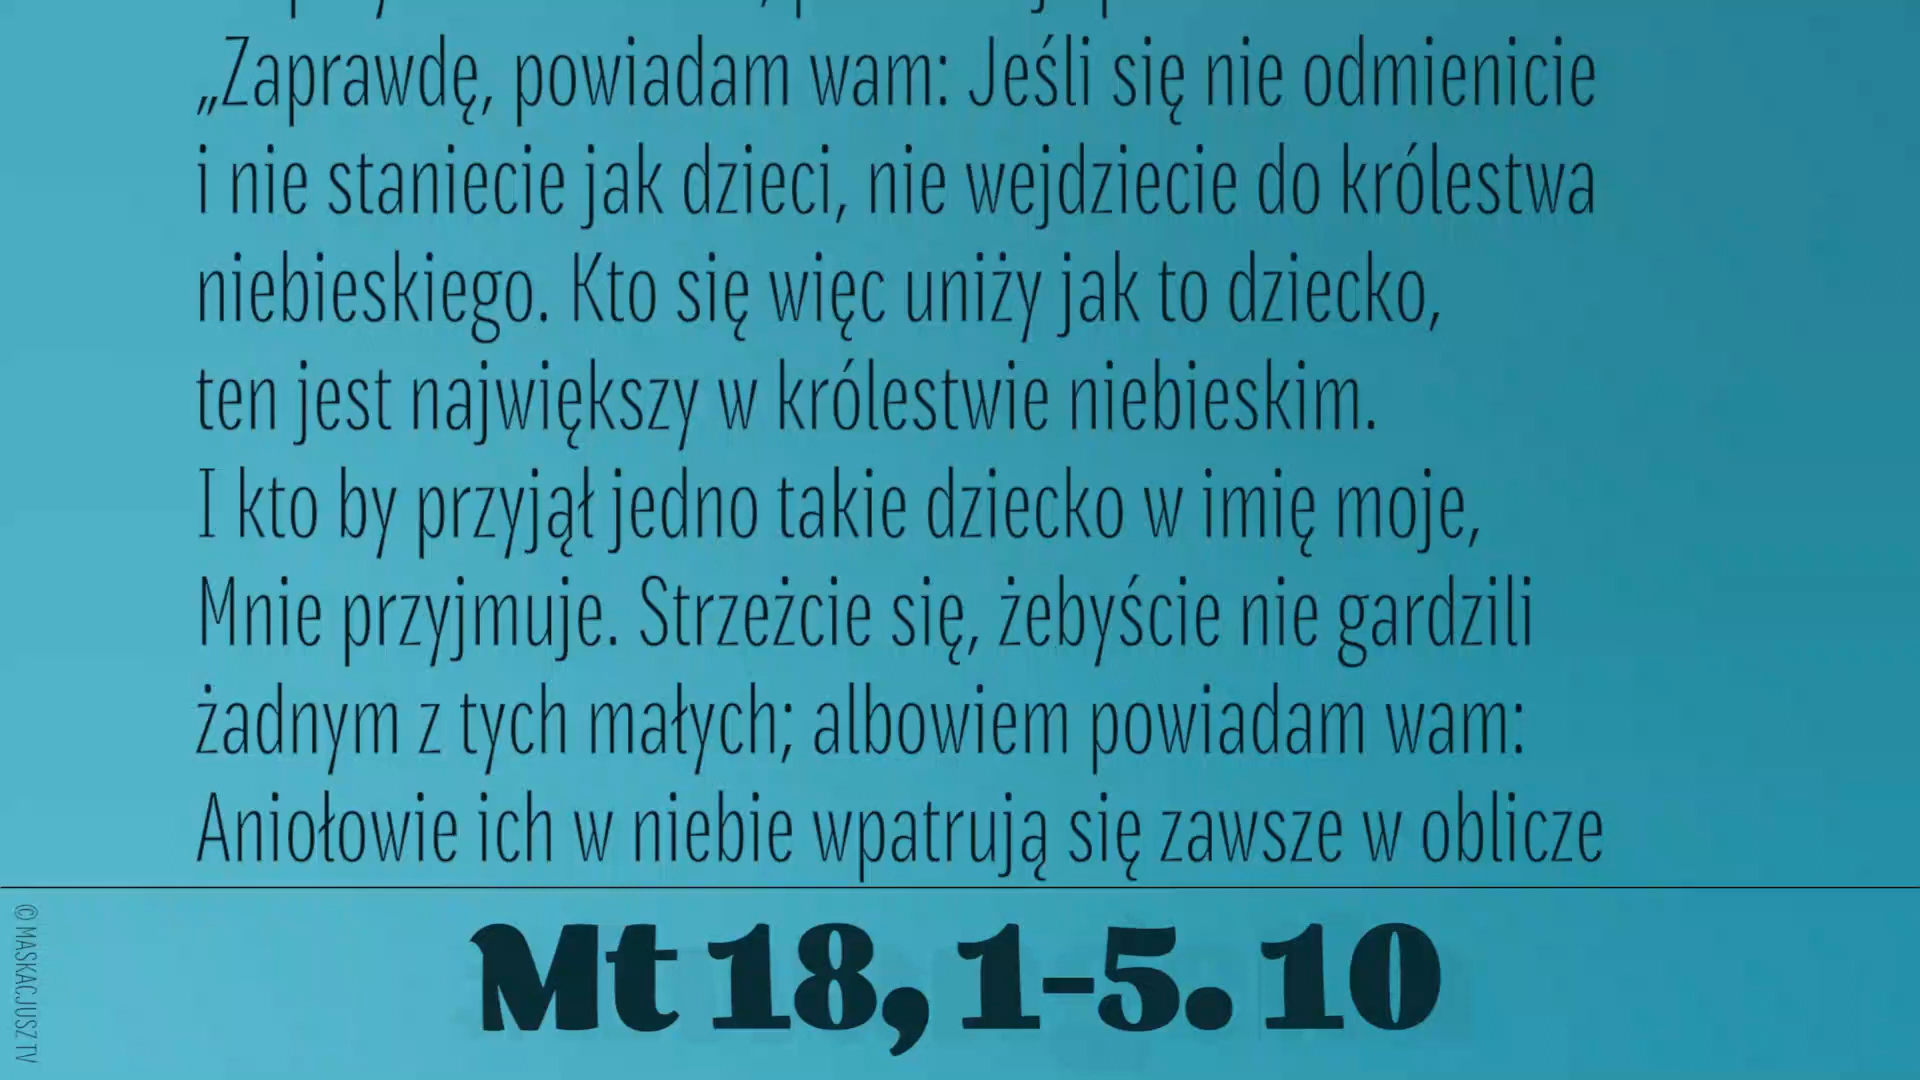 „Zaprawdę, powiadam wam: Jeśli się nie odmienicie
i nie staniecie jak dzieci, nie wejdziecie do królestwa
niebieskiego. Kto się więc uniży jak to dziecko,
ten jest największy w królestwie niebieskim.
I kto by przyjął jedno takie dziecko w imię moje,
Mnie przyjmuje. Strzeżcie się, żebyście nie gardzili
żadnym z tych małych; albowiem powiadam wam:
Aniołowie ich w niebie wpatrują się zawsze w oblicze
Mt 18, 1-5. 10
© MASKACJUSZ TV